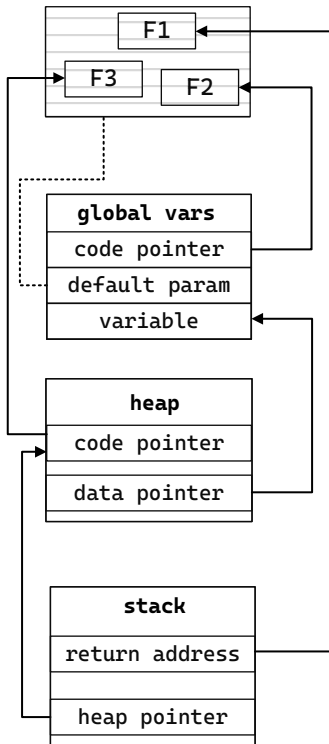 F1
F3
F2
global vars
code pointer
default param
variable
heap
code pointer
data pointer
stack
return address
heap pointer